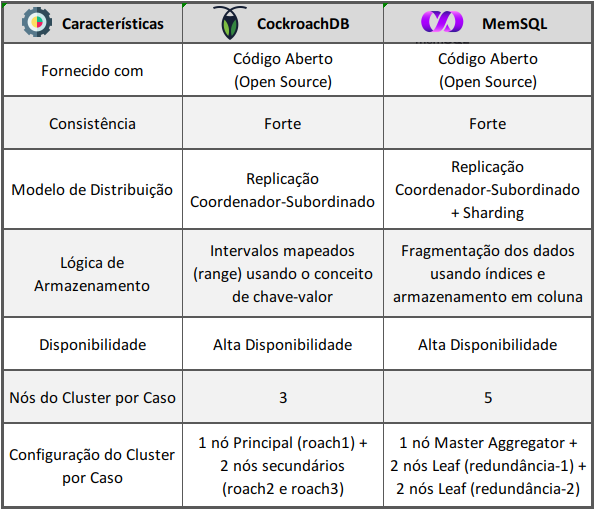 Características CockroachDB MemSQL
Fornecido com
Código Aberto
(Open Source)
Código Aberto
(Open Source)
Consistência Forte Forte
Modelo de Distribuição
Replicação
Coordenador-Subordinado
Replicação
Coordenador-Subordinado
+ Sharding
Lógica de
Armazenamento
Intervalos mapeados
(range) usando o conceito
de chave-valor
Fragmentação dos dados
usando índices e
armazenamento em coluna
Disponibilidade Alta Disponibilidade Alta Disponibilidade
Nós do Cluster por Caso 3 5
Configuração do Cluster
por Caso
1 nó Principal (roach1) +
2 nós secundários
(roach2 e roach3)
1 nó Master Aggregator +
2 nós Leaf (redundância-1) +
2 nós Leaf (redundância-2)